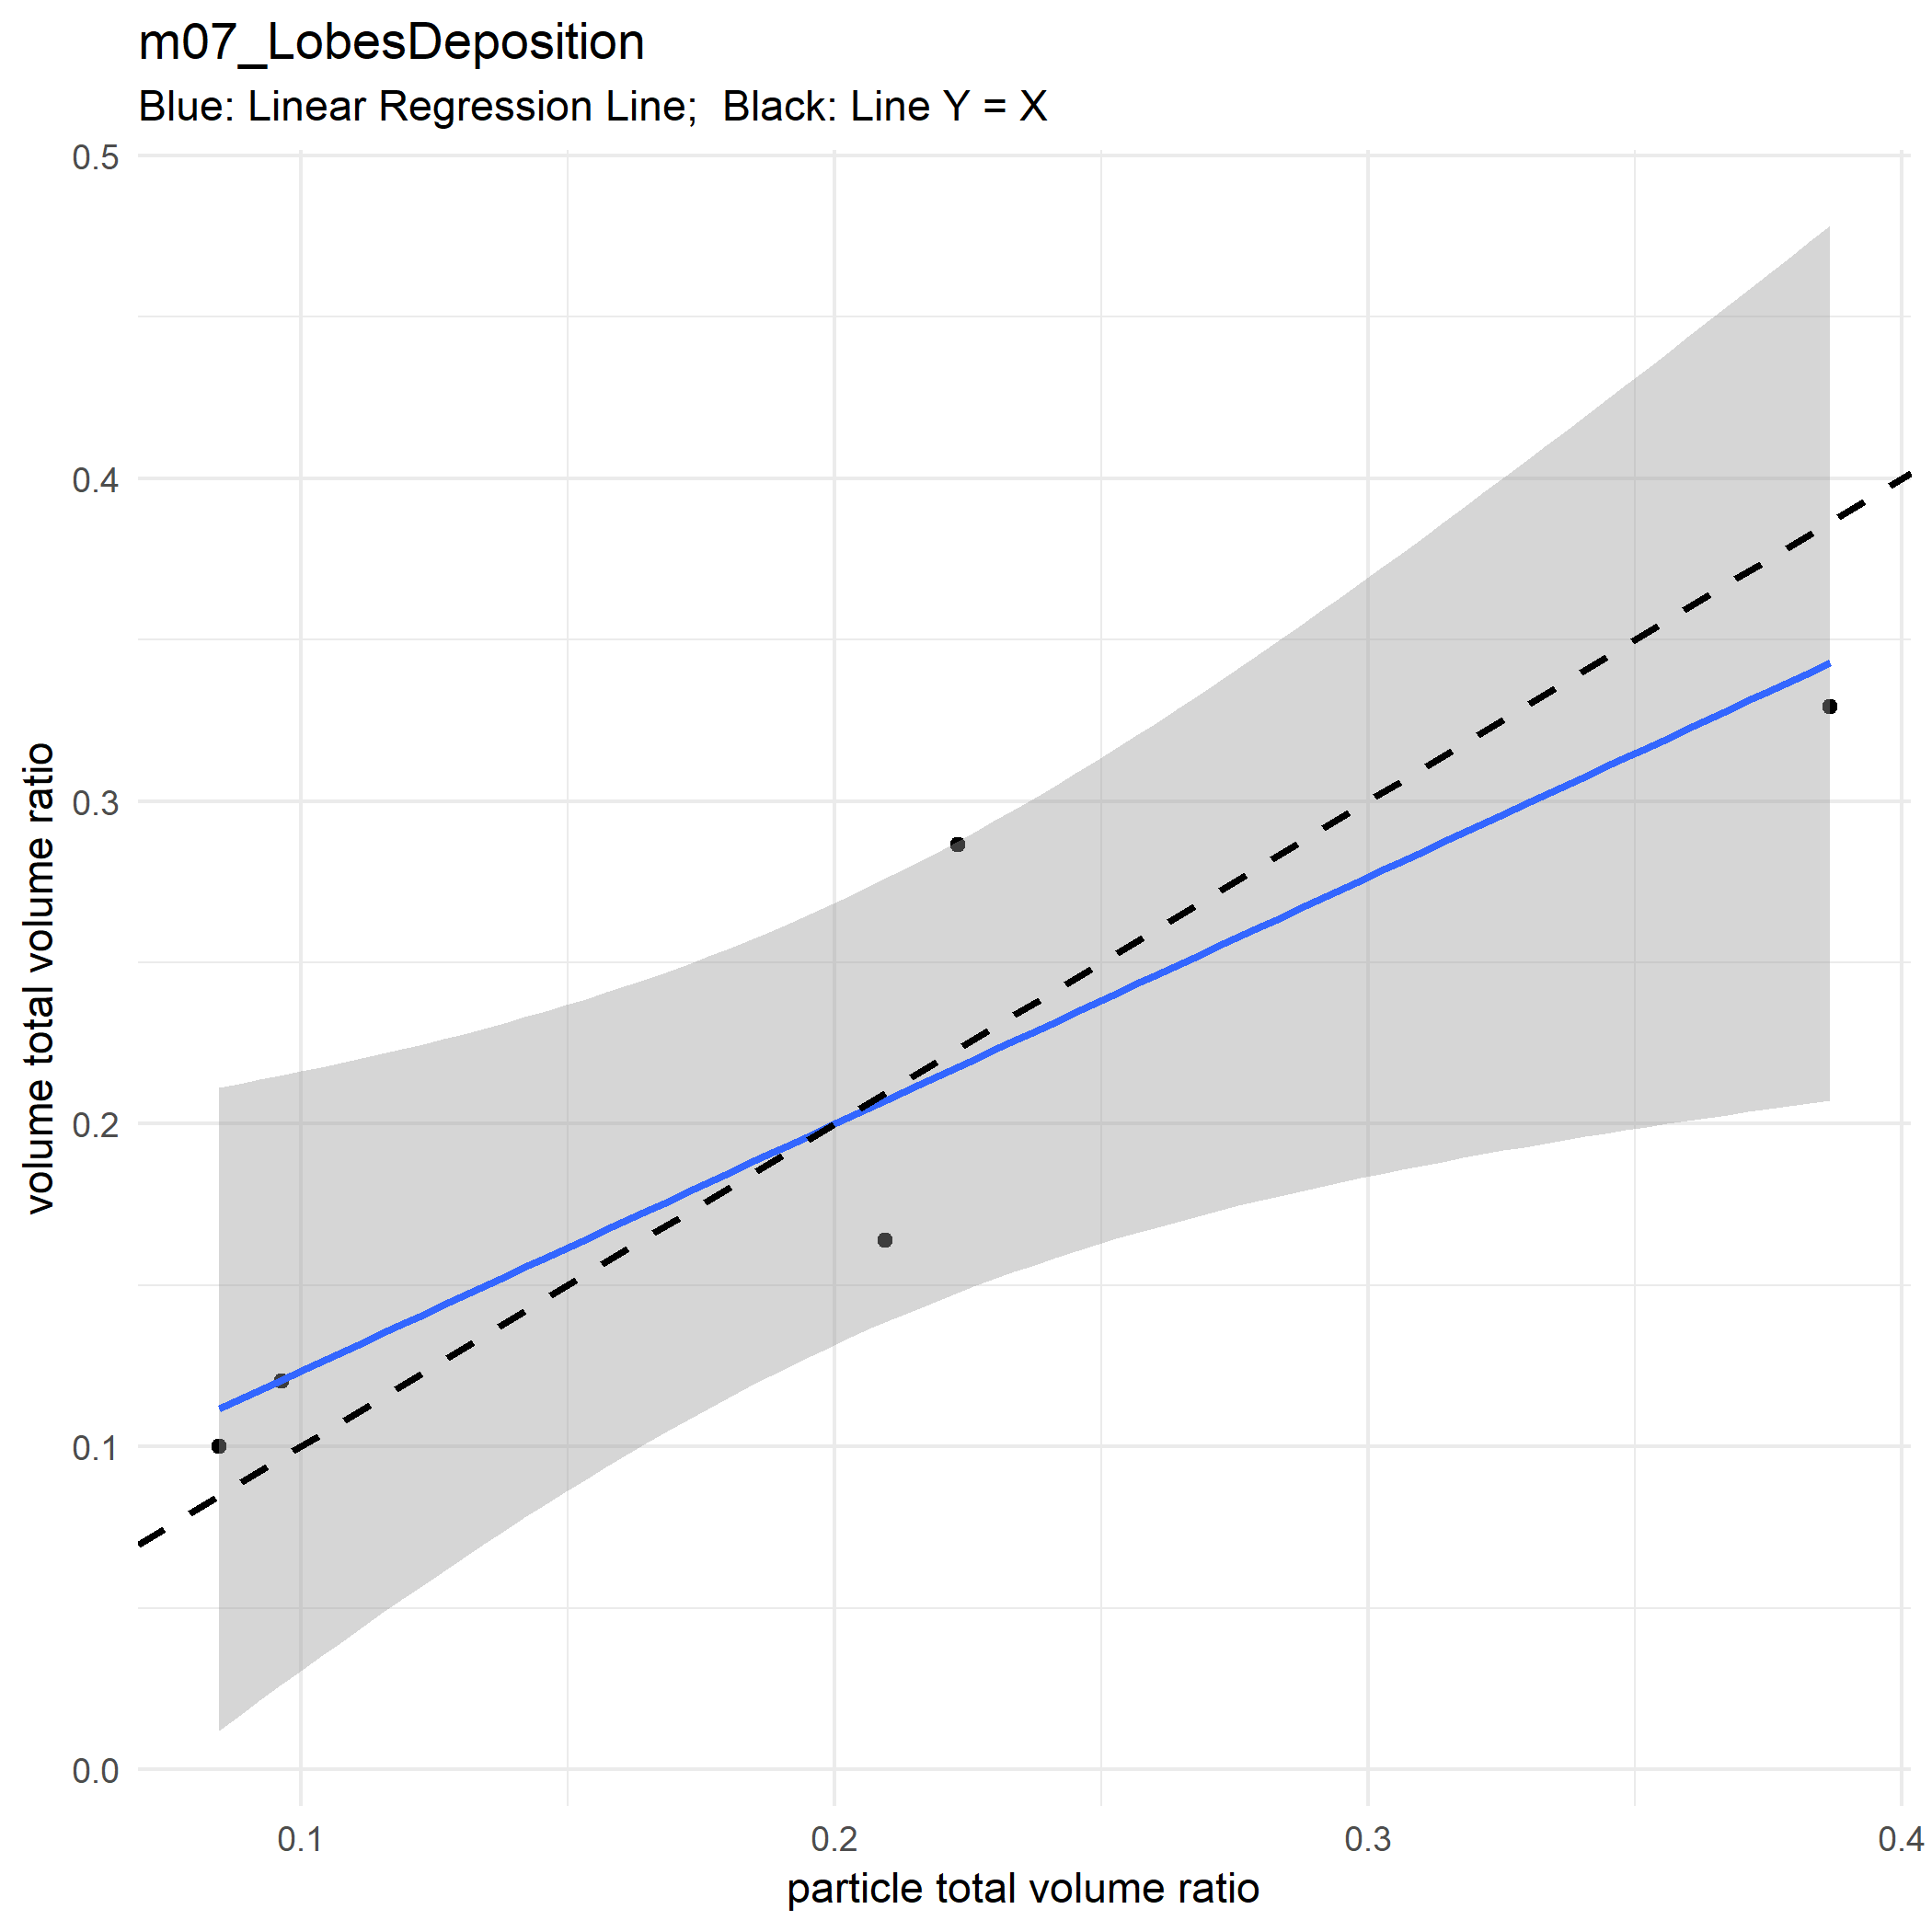 m07_LobesDeposition
Blue: Linear Regression Line;  Black: Line Y = X
0.5
0.4
0.3
0.2
0.1
0.0
volume total volume ratio
0.1
0.2
0.3
0.4
particle total volume ratio